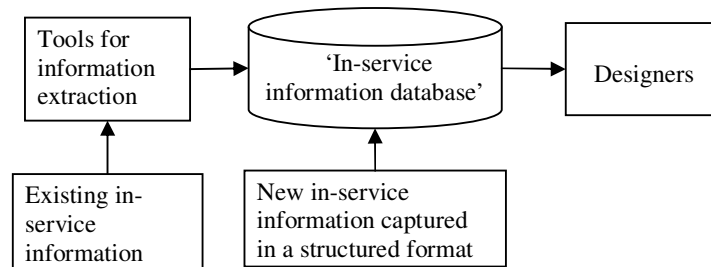 Tools for
information
extraction
‘In-service
information database’
Designers
Existing in-
service
information
New in-service
information captured
in a structured format